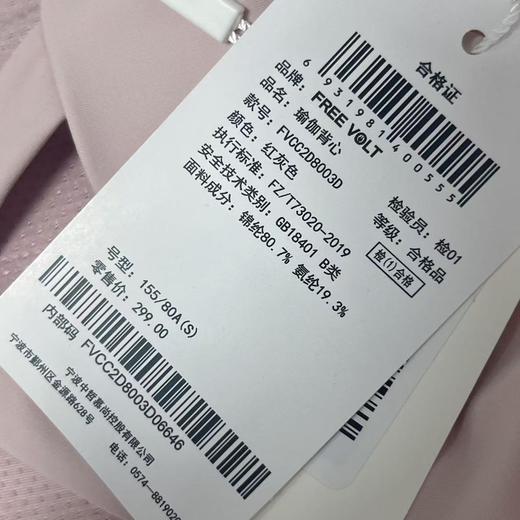 合格证
6931981400555
品牌: FREE VOLT
品名: 瑜伽背心
款号: FVCC2D8003D
颜色: 红灰色
执行标准: FZ/T73020-2019
安全技术类别: GB18401 B类
面料成分: 锦纶80.7% 氨纶19.3%
检验员: 检01
等级: 合格品
检(1)合格
号型: 155/80A(S)
零售价: 299.00
内部码 FVCC2D8003D06646
宁波中哲慕尚控股有限公司
宁波市鄞州区金源路628号
电话: 0574-8819020